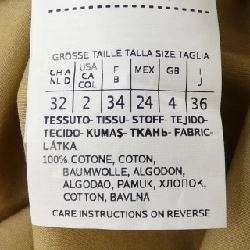 GRÖSSE TAILLE TALLA SIZE TAGLIA
CH A NL D USA CA COL F B MEX GB I J
32 2 34 24 4 36
TESSUTO- TISSU- STOFF- TEJIDO-
TECIDO- KUMAŞ- ТКАНЬ- FABRIC-
LÁTKA
100% COTONE, COTON,
BAUMWOLLE, ALGODON,
ALGODAO, PAMUK, ХЛОПОК,
COTTON, BAVLNA
CARE INSTRUCTIONS ON REVERSE